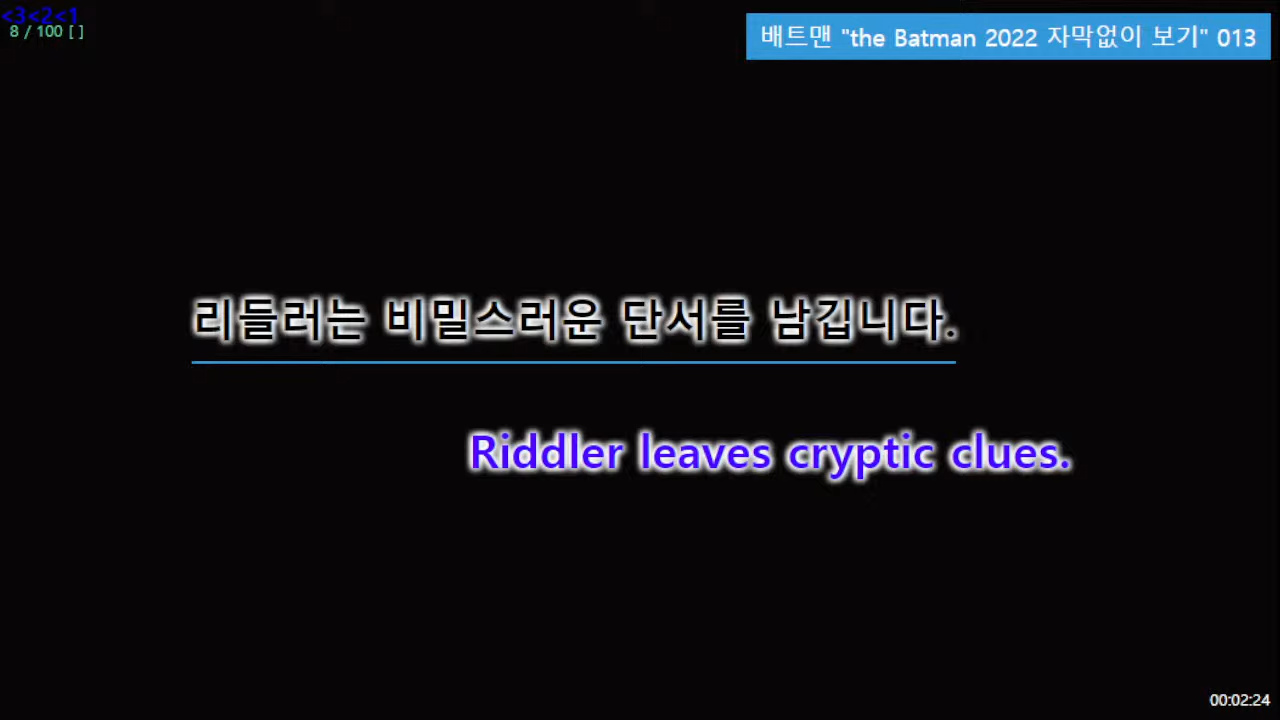 <3<2<1
8 / 100 [ ]
배트맨 "the Batman 2022 자막없이 보기" 013
리들러는 비밀스러운 단서를 남깁니다.
Riddler leaves cryptic clues.
00:02:24